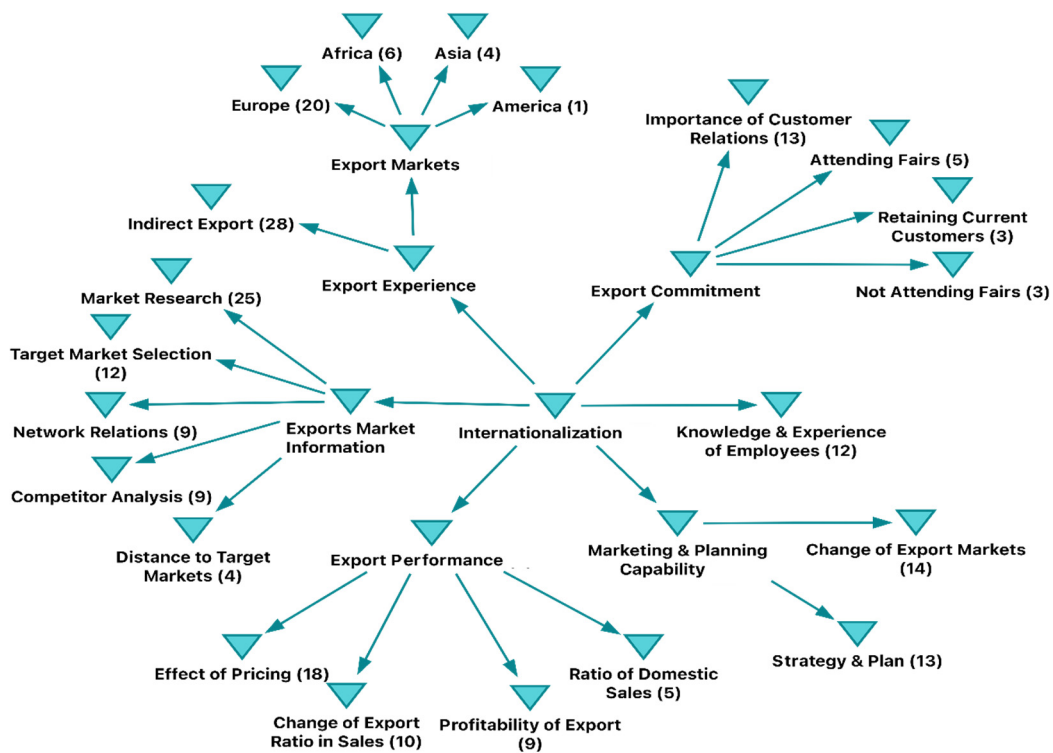 Africa (6)
Asia (4)
Europe (20)
America (1)
Export Markets
Importance of Customer
Relations (13)
Attending Fairs
(5)
Indirect Export (28)
Retaining Current
Customers (3)
Export Experience
Export Commitment
Not Attending Fairs (3)
Market Research (25)
Target Market Selection
(12)
Network Relations (9)
Exports Market
Information
Internationalization
Knowledge & Experience
of Employees (12)
Competitor Analysis (9)
Distance to Target
Markets (4)
Export Performance
Marketing & Planning
Capability
Change of Export Markets
(14)
Effect of Pricing (18)
Ratio of Domestic
Sales (5)
Strategy & Plan (13)
Change of Export
Ratio in Sales (10)
Profitability of Export
(9)